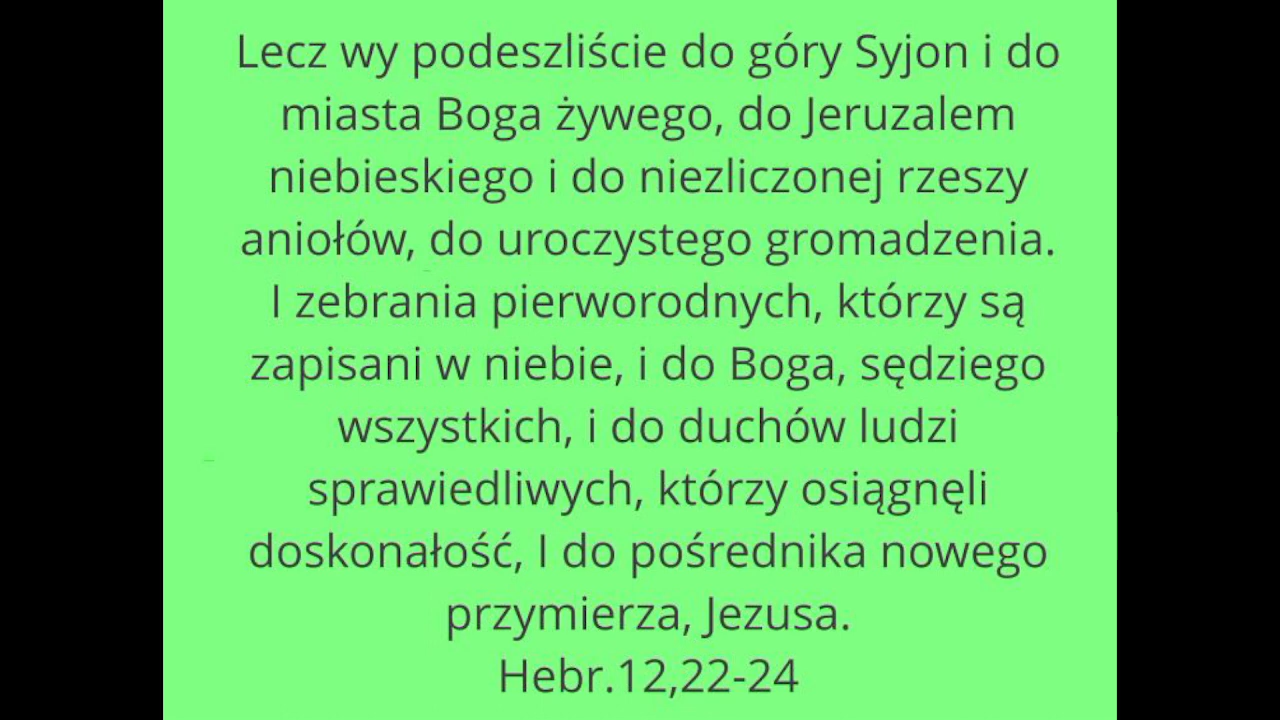 Lecz wy podeszliście do góry Syjon i do
miasta Boga żywego, do Jeruzalem
niebieskiego i do niezliczonej rzeszy
aniołów, do uroczystego gromadzenia.
I zebrania pierworodnych, którzy są
zapisani w niebie, i do Boga, sędziego
wszystkich, i do duchów ludzi
sprawiedliwych, którzy osiągnęli
doskonałość, I do pośrednika nowego
przymierza, Jezusa.
Hebr.12,22-24